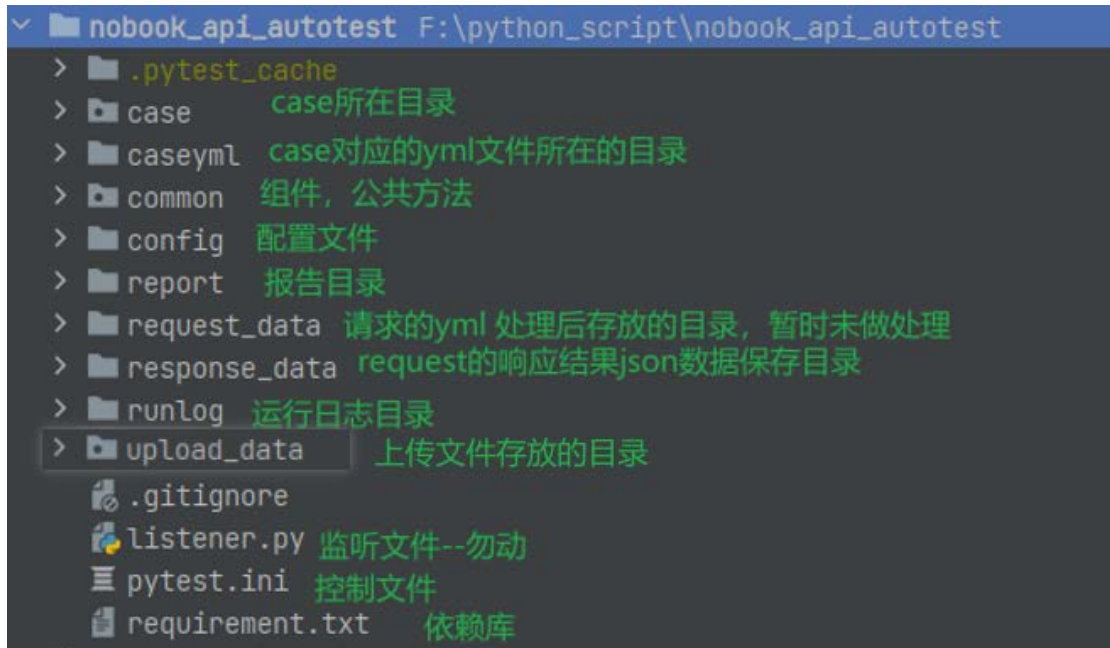 nobook_api_autotest F:\python_script\nobook_api_autotest
.pytest_cache
case case所在目录
caseyml case对应的yml文件所在的目录
common 组件，公共方法
config 配置文件
report 报告目录
request_data 请求的yml 处理后存放的目录，暂时未做处理
response_data request的响应结果json数据保存目录
runlog 运行日志目录
upload_data 上传文件存放的目录
.gitignore
listener.py 监听文件--勿动
pytest.ini 控制文件
requirement.txt 依赖库